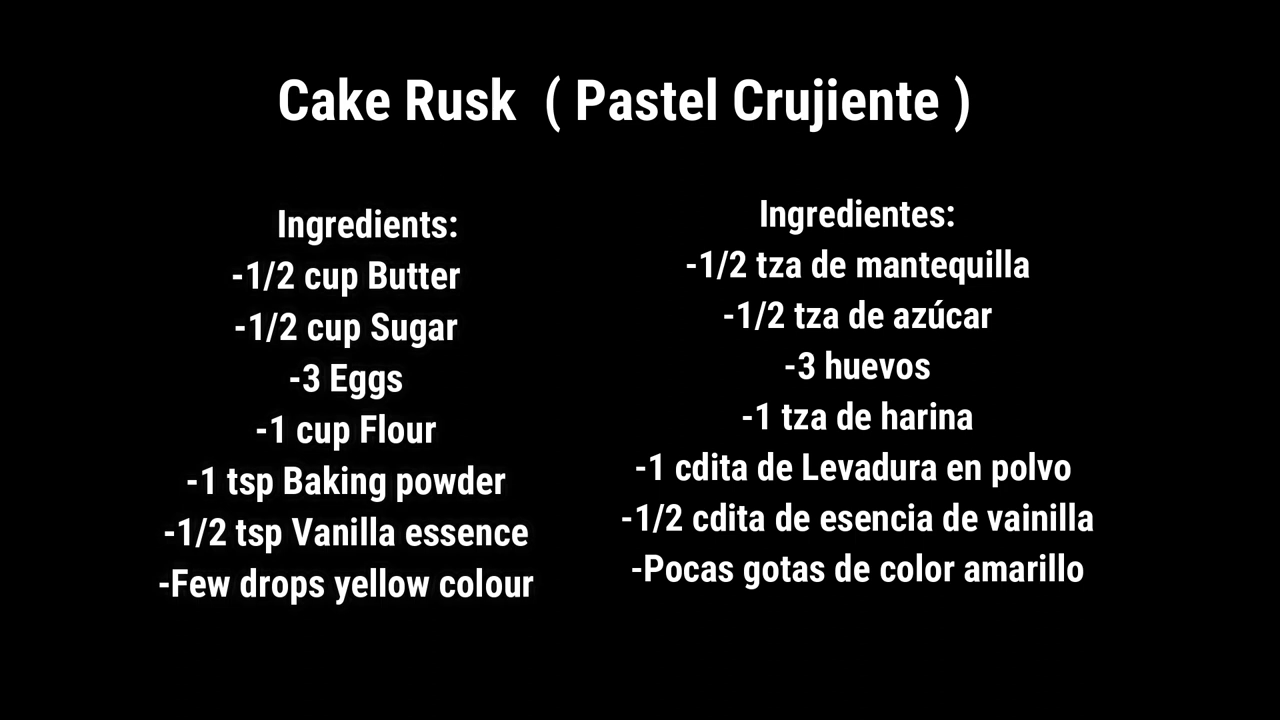 Cake Rusk ( Pastel Crujiente )
Ingredients:
-1/2 cup Butter
-1/2 cup Sugar
-3 Eggs
-1 cup Flour
-1 tsp Baking powder
-1/2 tsp Vanilla essence
-Few drops yellow colour
Ingredientes:
-1/2 tza de mantequilla
-1/2 tza de azúcar
-3 huevos
-1 tza de harina
-1 cdita de Levadura en polvo
-1/2 cdita de esencia de vainilla
-Pocas gotas de color amarillo